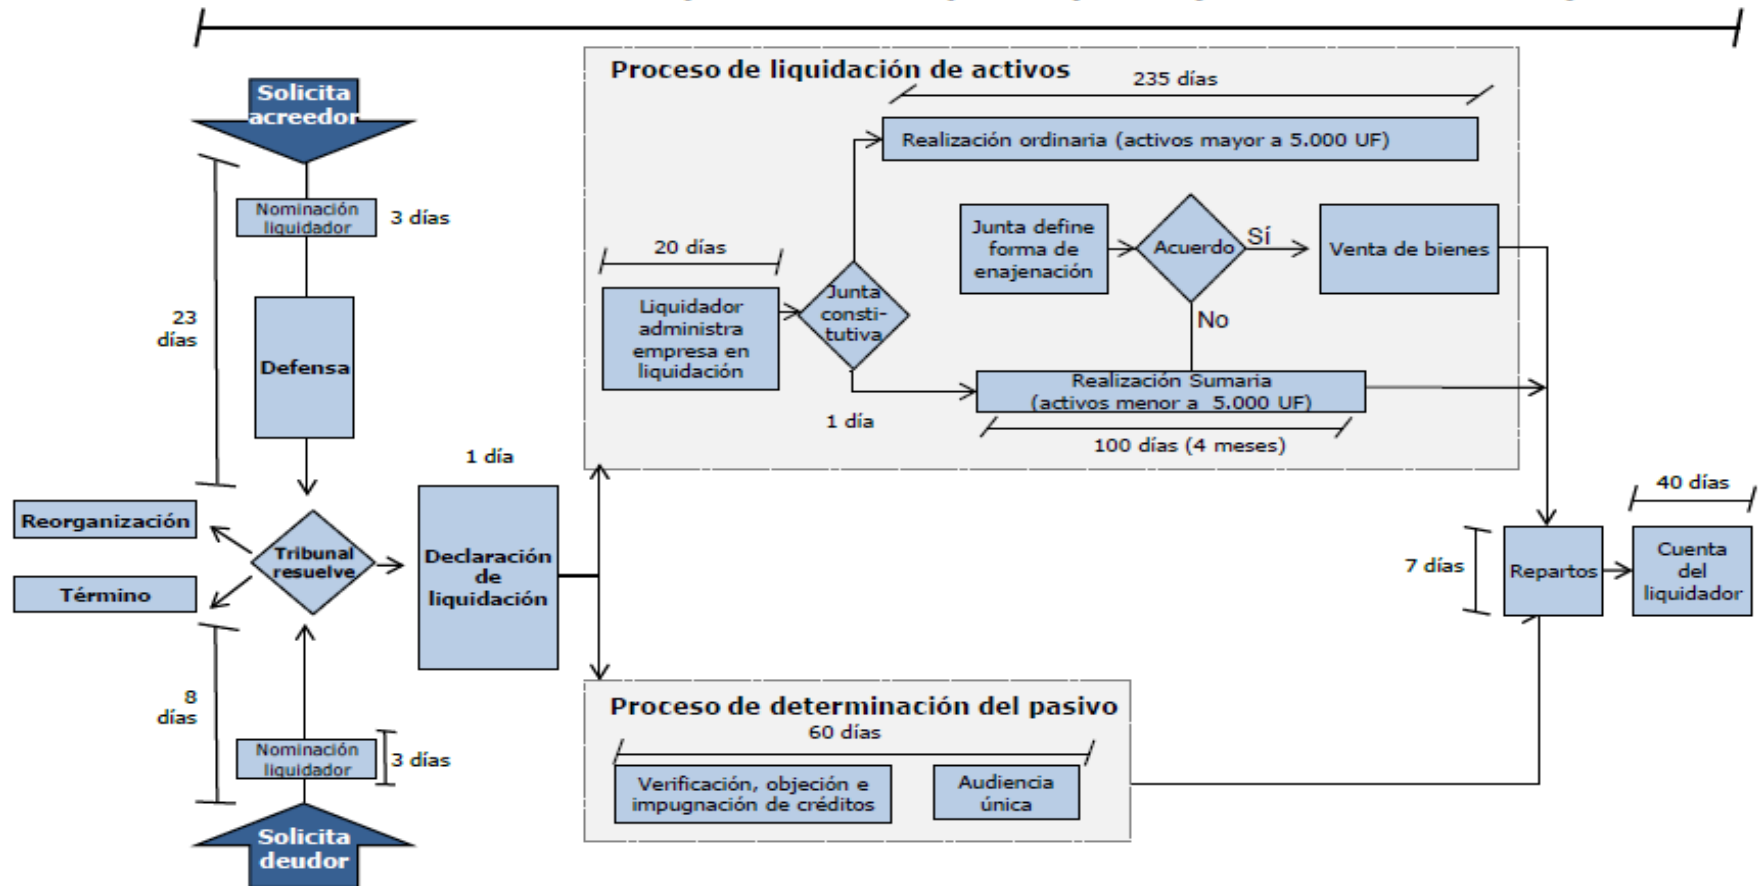 Solicita
acreedor
Nominación
liquidador
3 días
23
días
Defensa
Reorganización
Término
Tribunal
resuelve
8
días
Nominación
liquidador
3 días
Solicita
deudor
1 día
Declaración
de
liquidación
Proceso de liquidación de activos
235 días
Realización ordinaria (activos mayor a 5.000 UF)
20 días
Liquidador
administra
empresa en
liquidación
Junta
consti-
tutiva
Junta define
forma de
enajenación
Acuerdo
Sí
Venta de bienes
No
1 día
Realización Sumaria
(activos menor a 5.000 UF)
100 días (4 meses)
Proceso de determinación del pasivo
60 días
Verificación, objeción e
impugnación de créditos
Audiencia
única
7 días
Repartos
40 días
Cuenta
del
liquidador